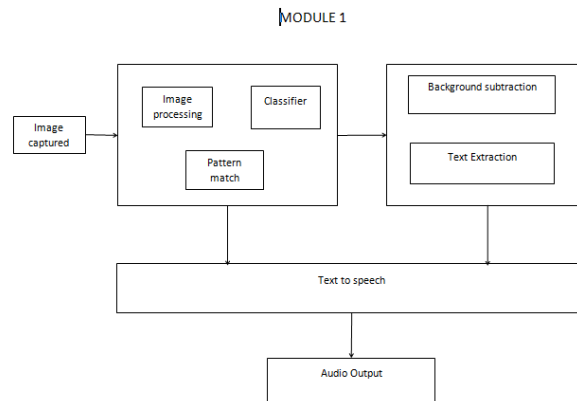 MODULE 1
Image
processing
Classifier
Pattern
match
Background subtraction
Text Extraction
Image
captured
Text to speech
Audio Output